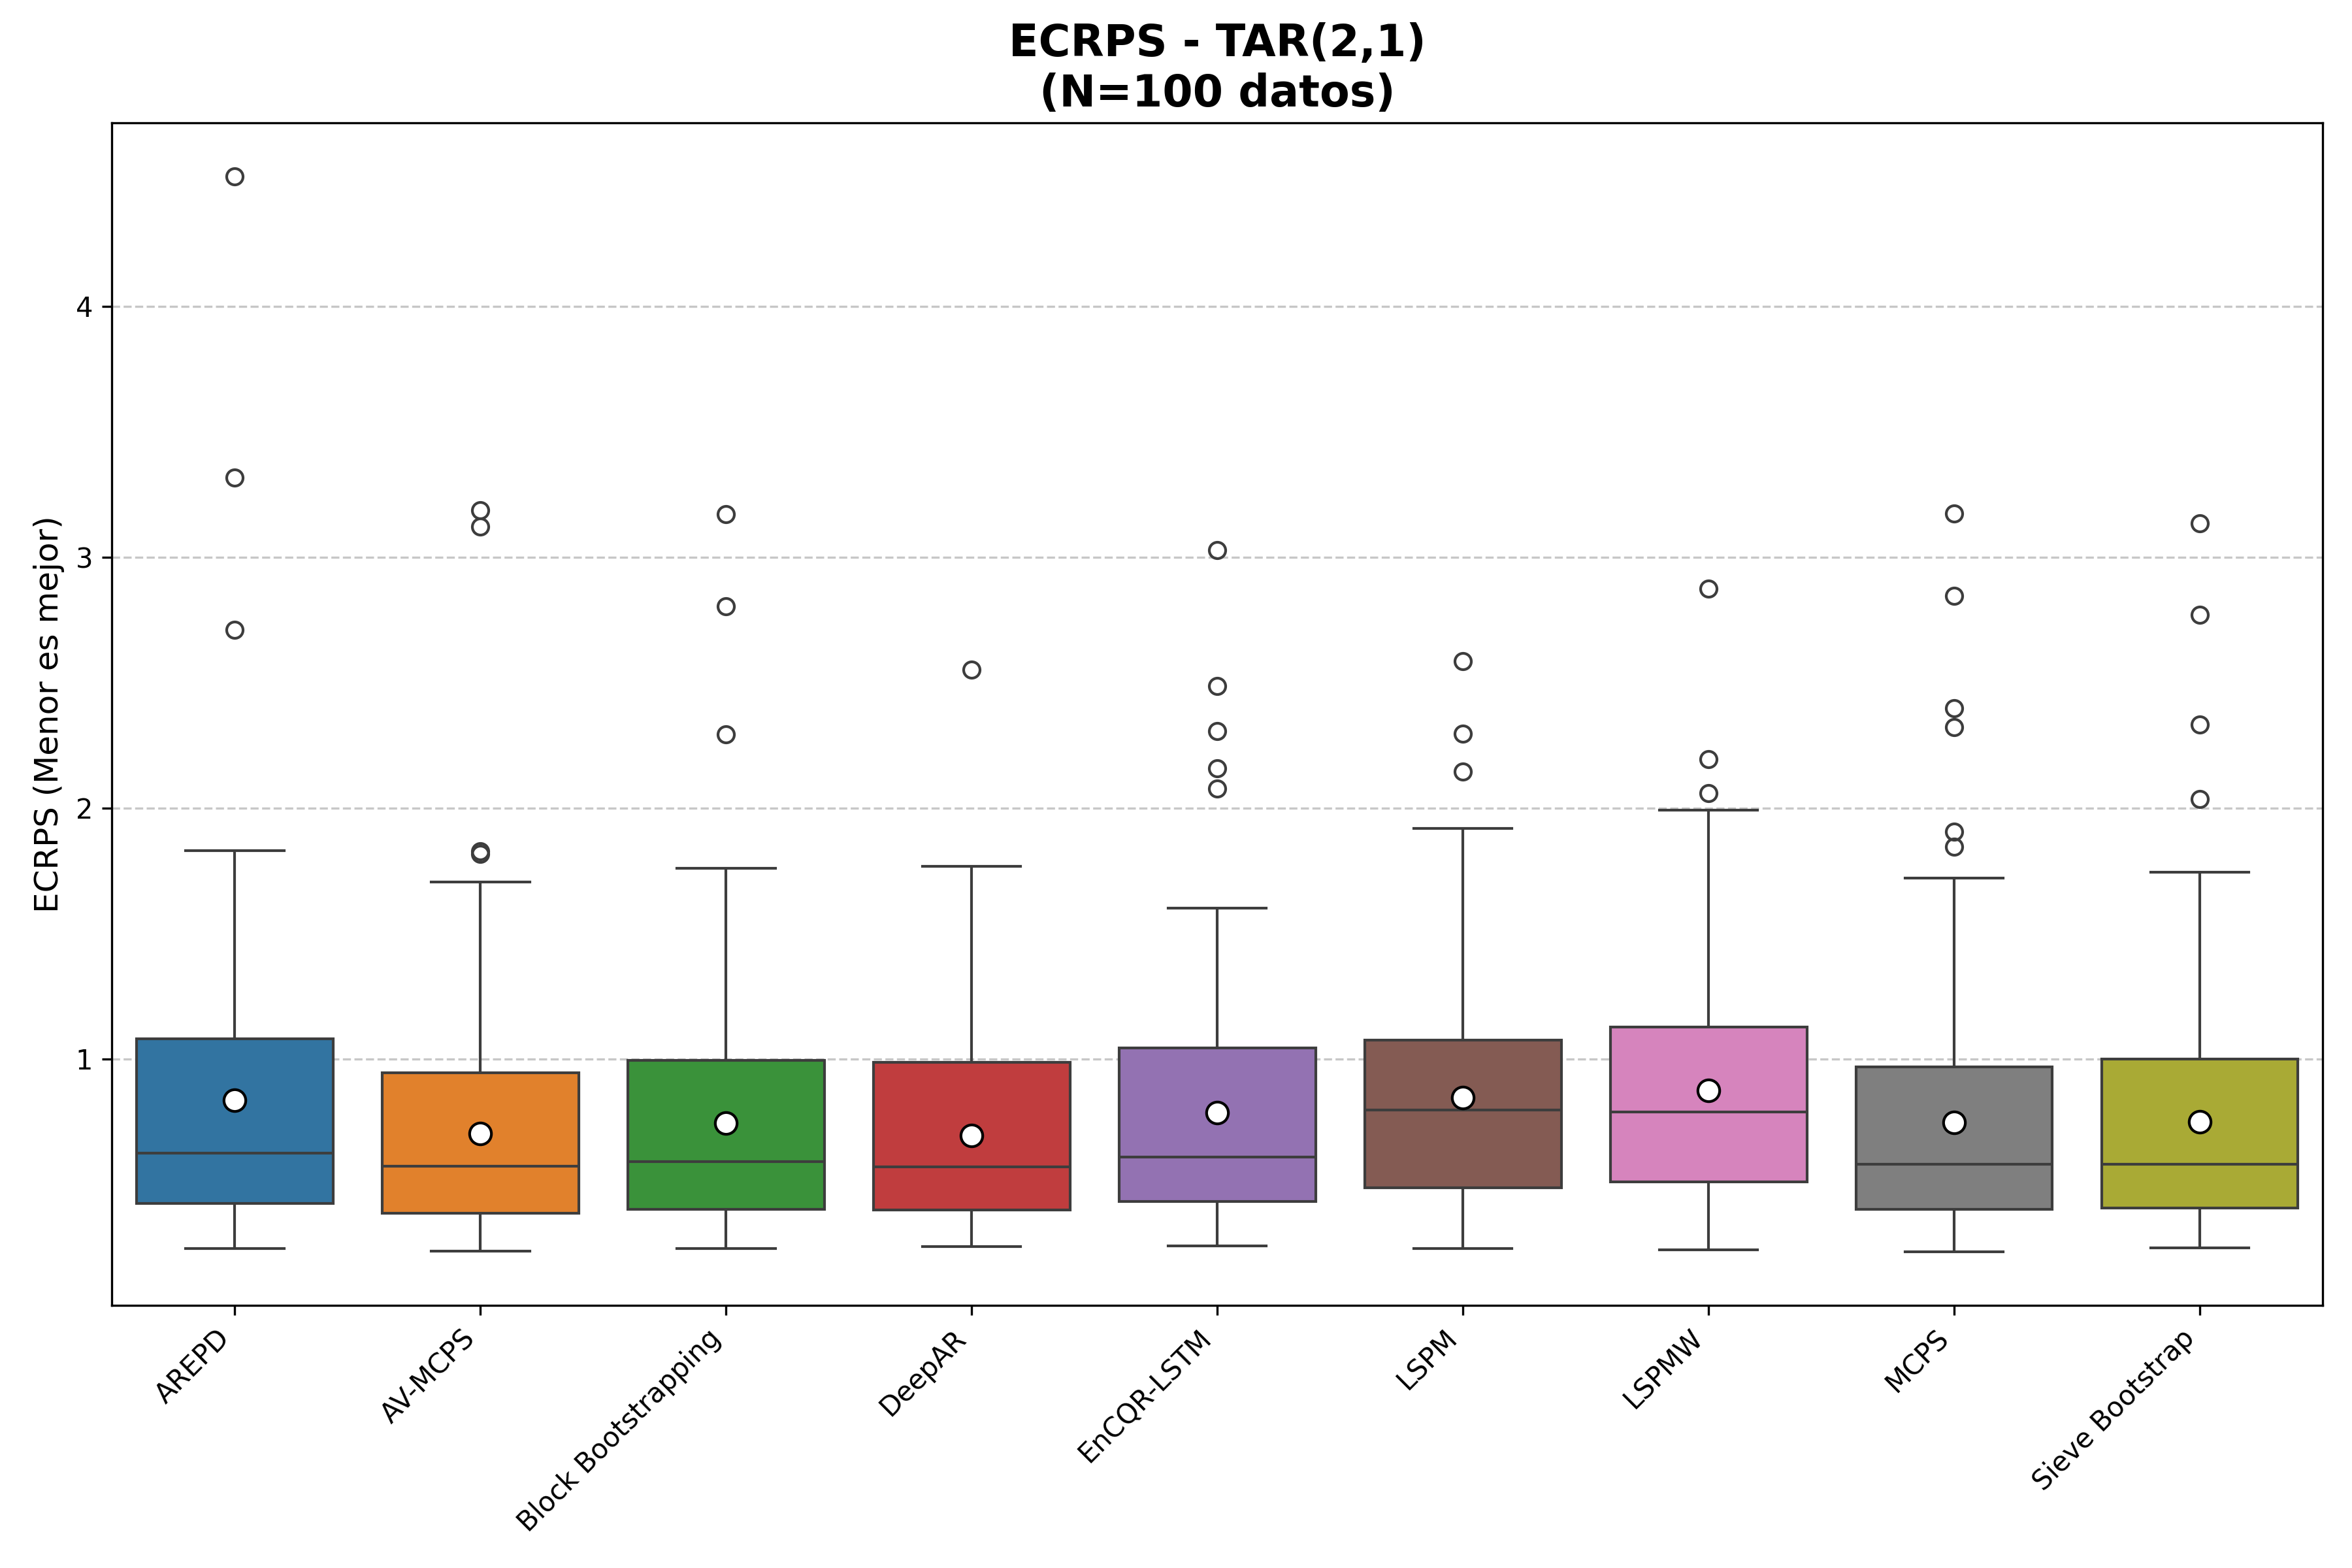 ECRPS - TAR(2,1)
(N=100 datos)
ECRPS (Menor es mejor)
4
3
2
1
AREPD
AV-MCPS
Block Bootstrapping
DeepAR
EnCQR-LSTM
LSPM
LSPMW
MCPS
Sieve Bootstrap